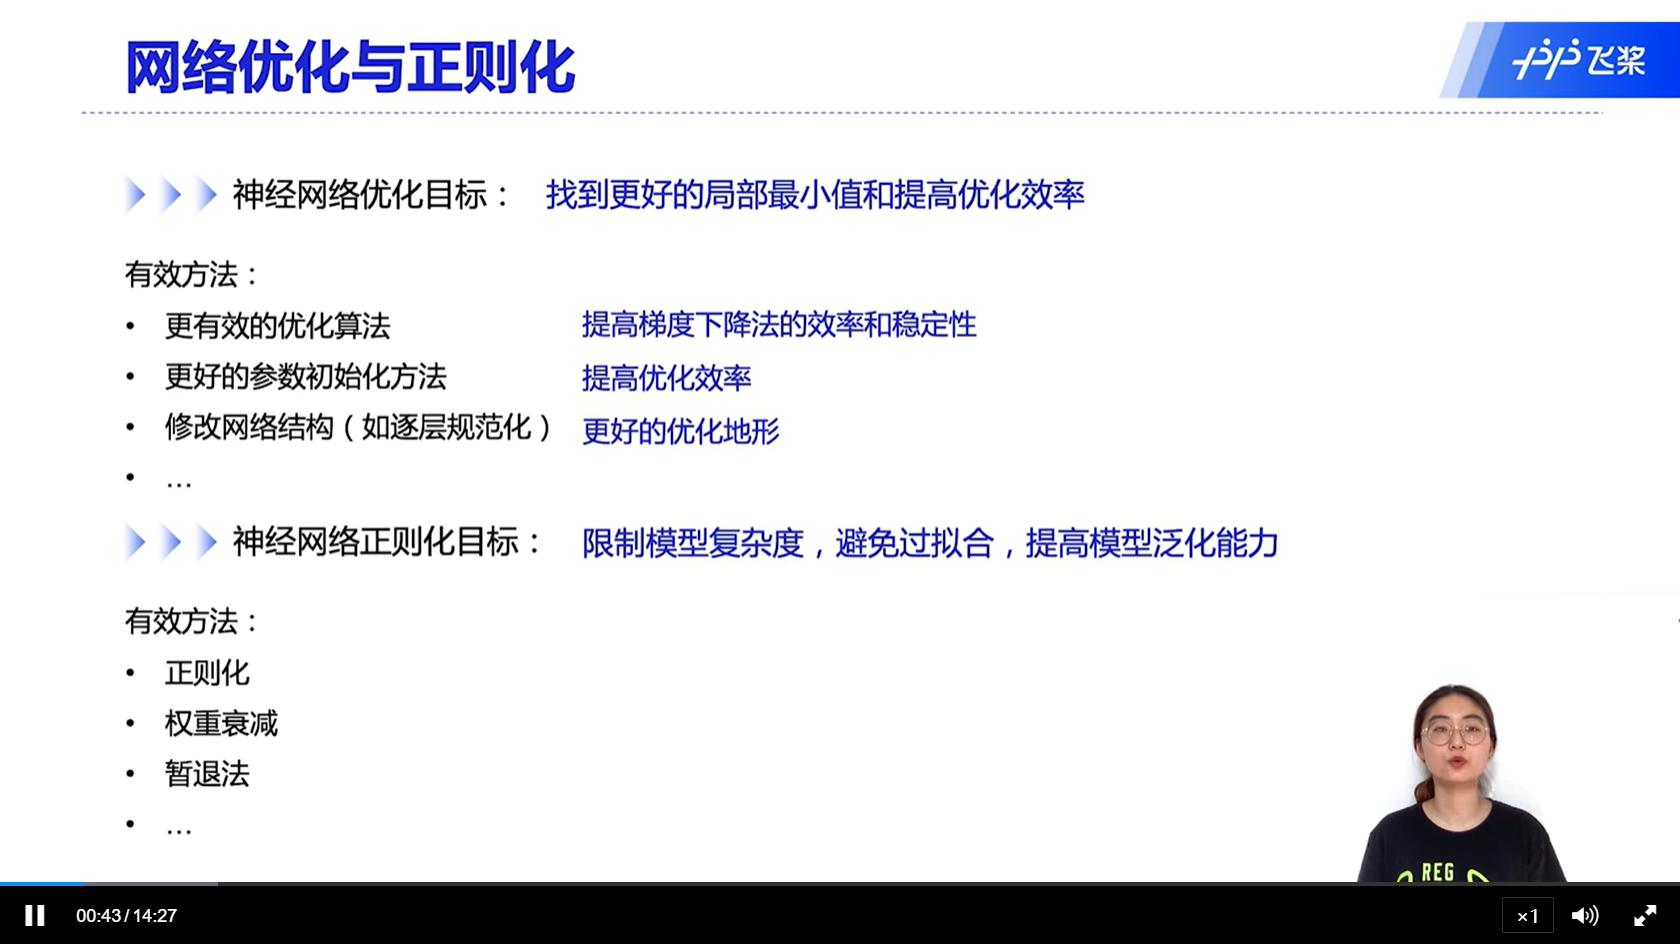 网络优化与正则化
飞桨
神经网络优化目标： 找到更好的局部最小值和提高优化效率
有效方法：
• 更有效的优化算法 提高梯度下降法的效率和稳定性
• 更好的参数初始化方法 提高优化效率
• 修改网络结构（如逐层规范化） 更好的优化地形
• …
神经网络正则化目标： 限制模型复杂度，避免过拟合，提高模型泛化能力
有效方法：
• 正则化
• 权重衰减
• 暂退法
• …
REG
00:43/14:27 ×1